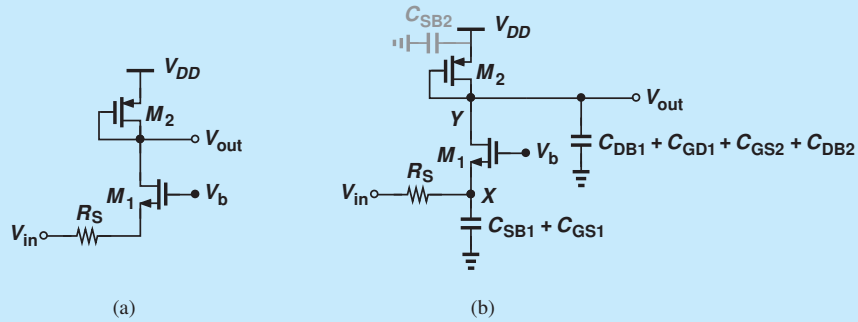 V_DD
M_2
V_out
M_1
V_b
R_S
V_in
(a)
C_SB2
V_DD
M_2
V_out
Y
C_DB1 + C_GD1 + C_GS2 + C_DB2
M_1
V_b
V_in
R_S
X
C_SB1 + C_GS1
(b)